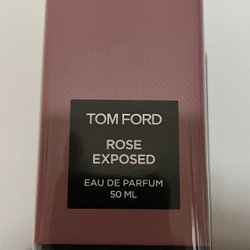 TOM FORD
ROSE
EXPOSED
EAU DE PARFUM
50 ML